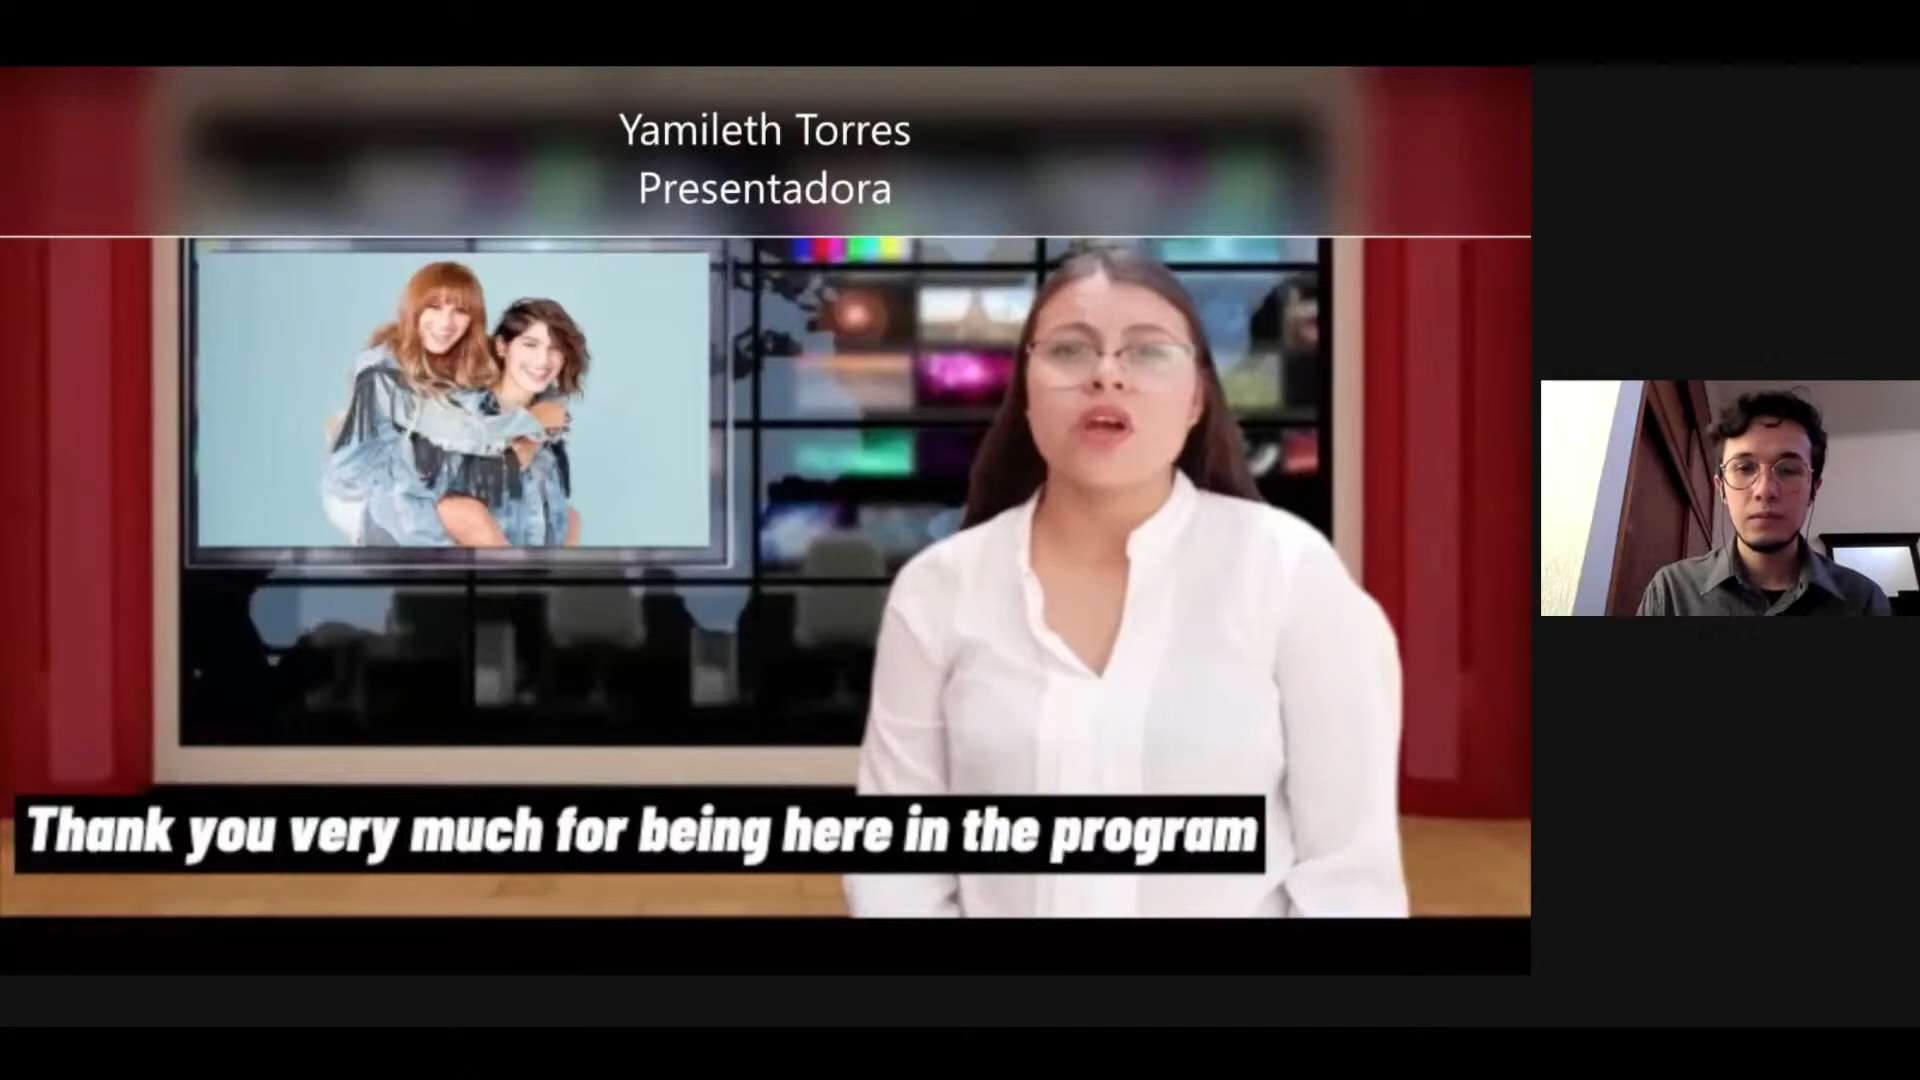 Yamileth Torres
Presentadora
Thank you very much for being here in the program